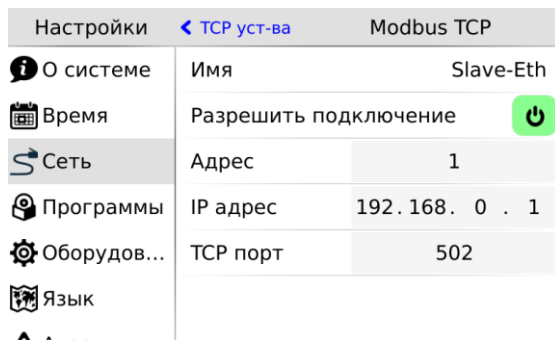 Настройки
TCP уст-ва
Modbus TCP
О системе
Время
Сеть
Программы
Оборудов...
Язык
Имя
Slave-Eth
Разрешить подключение
Адрес
1
IP адрес
192.168. 0 . 1
TCP порт
502